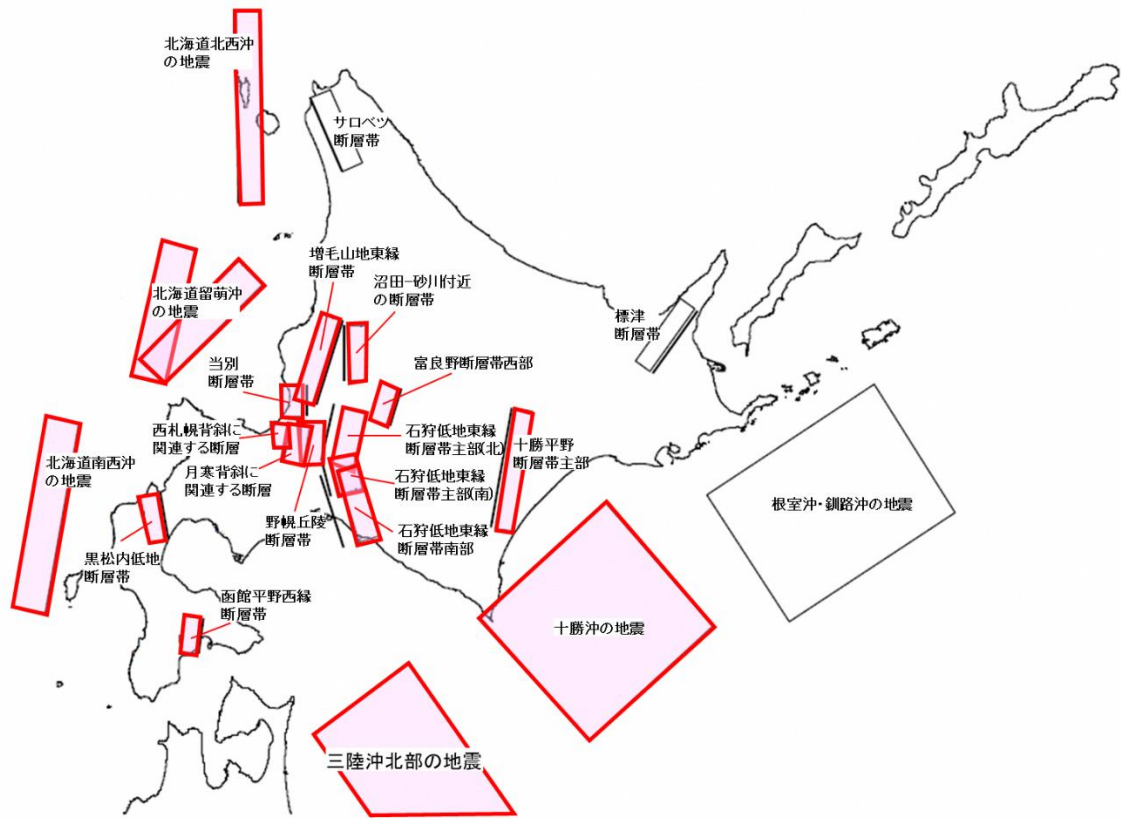 北海道北西沖
の地震
サロベツ
断層帯
増毛山地東縁
断層帯
沼田-砂川付近
の断層帯
北海道留萌沖
の地震
標津
断層帯
当別
断層帯
富良野断層帯西部
西札幌背斜に
関連する断層
石狩低地東縁
断層帯主部(北)
十勝平野
断層帯主部
北海道南西沖
の地震
月寒背斜に
関連する断層
石狩低地東縁
断層帯主部(南)
根室沖・釧路沖の地震
野幌丘陵
断層帯
石狩低地東縁
断層帯南部
黒松内低地
断層帯
函館平野西縁
断層帯
十勝沖の地震
三陸沖北部の地震